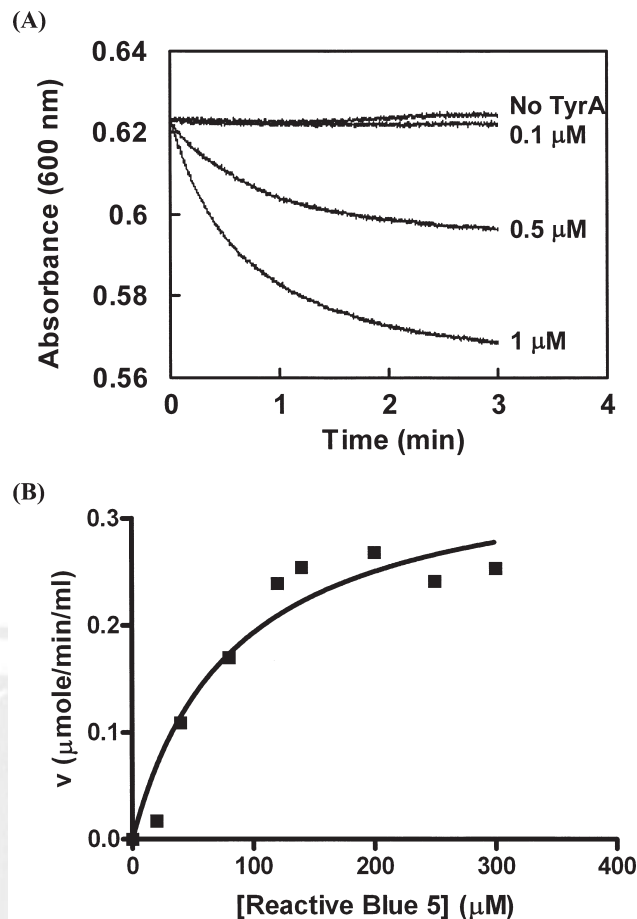 (A)
0.64
0.62
0.6
0.58
0.56
Absorbance (600 nm)
No TyrA
0.1 μM
0.5 μM
1 μM
0 1 2 3 4
Time (min)
(B)
0.3
0.2
0.1
0.0
v (μmole/min/ml)
0 100 200 300 400
[Reactive Blue 5] (μM)